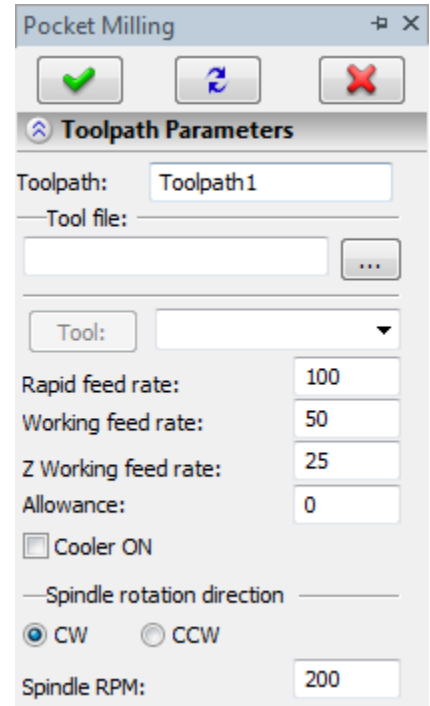 Pocket Milling
Toolpath Parameters
Toolpath: Toolpath1
Tool file:
...
Tool:
Rapid feed rate: 100
Working feed rate: 50
Z Working feed rate: 25
Allowance: 0
Cooler ON
Spindle rotation direction
CW CCW
Spindle RPM: 200